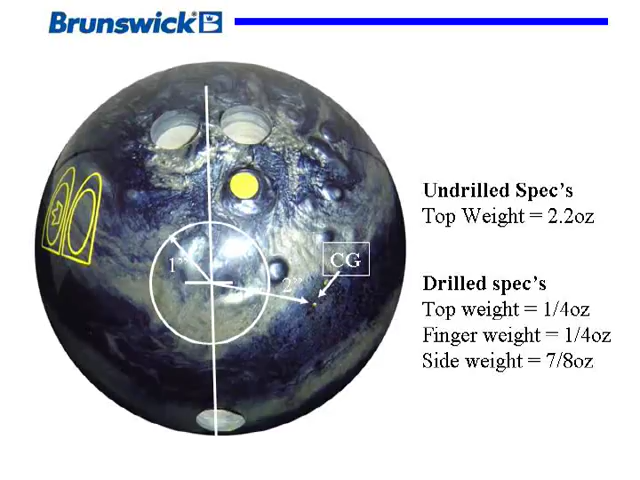 Brunswick
1”
2”
CG
Undrilled Spec’s
Top Weight = 2.2oz
Drilled spec’s
Top weight = 1/4oz
Finger weight = 1/4oz
Side weight = 7/8oz